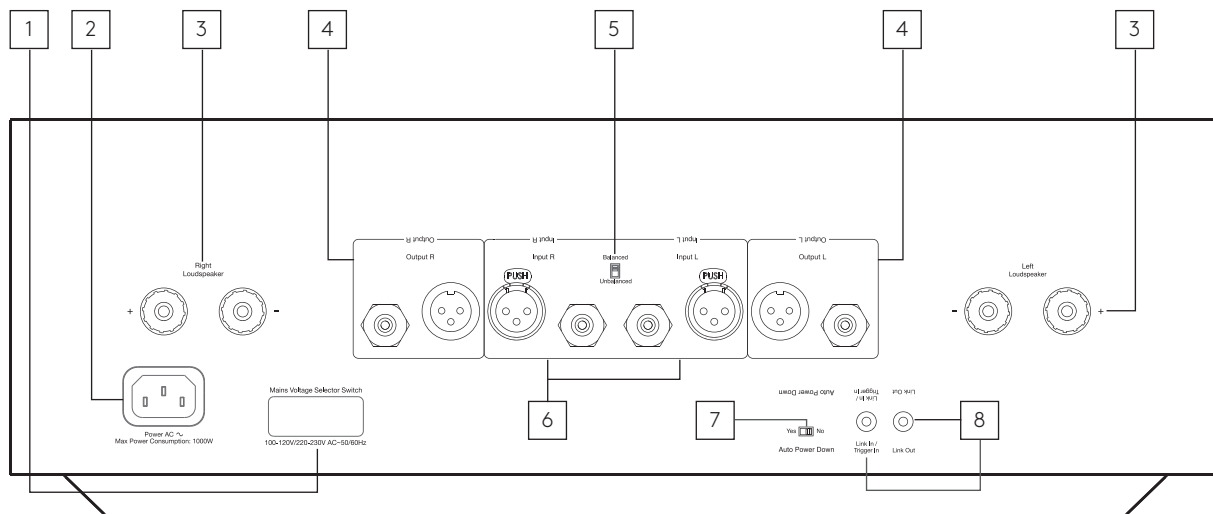 1
2
3
4
5
4
3
Output R
Input R
Input L
Output L
Right
Loudspeaker
Output R
Input R
Balanced
Unbalanced
Input L
Output L
Left
Loudspeaker
PUSH
PUSH
+
-
-
+
Power AC ~
Max Power Consumption: 1000W
Mains Voltage Selector Switch
100-120V/220-230V AC~50/60Hz
6
7
Auto Power Down
Link In /
Trigger In
Link Out
8
Yes
No
Auto Power Down
Link In /
Trigger In
Link Out